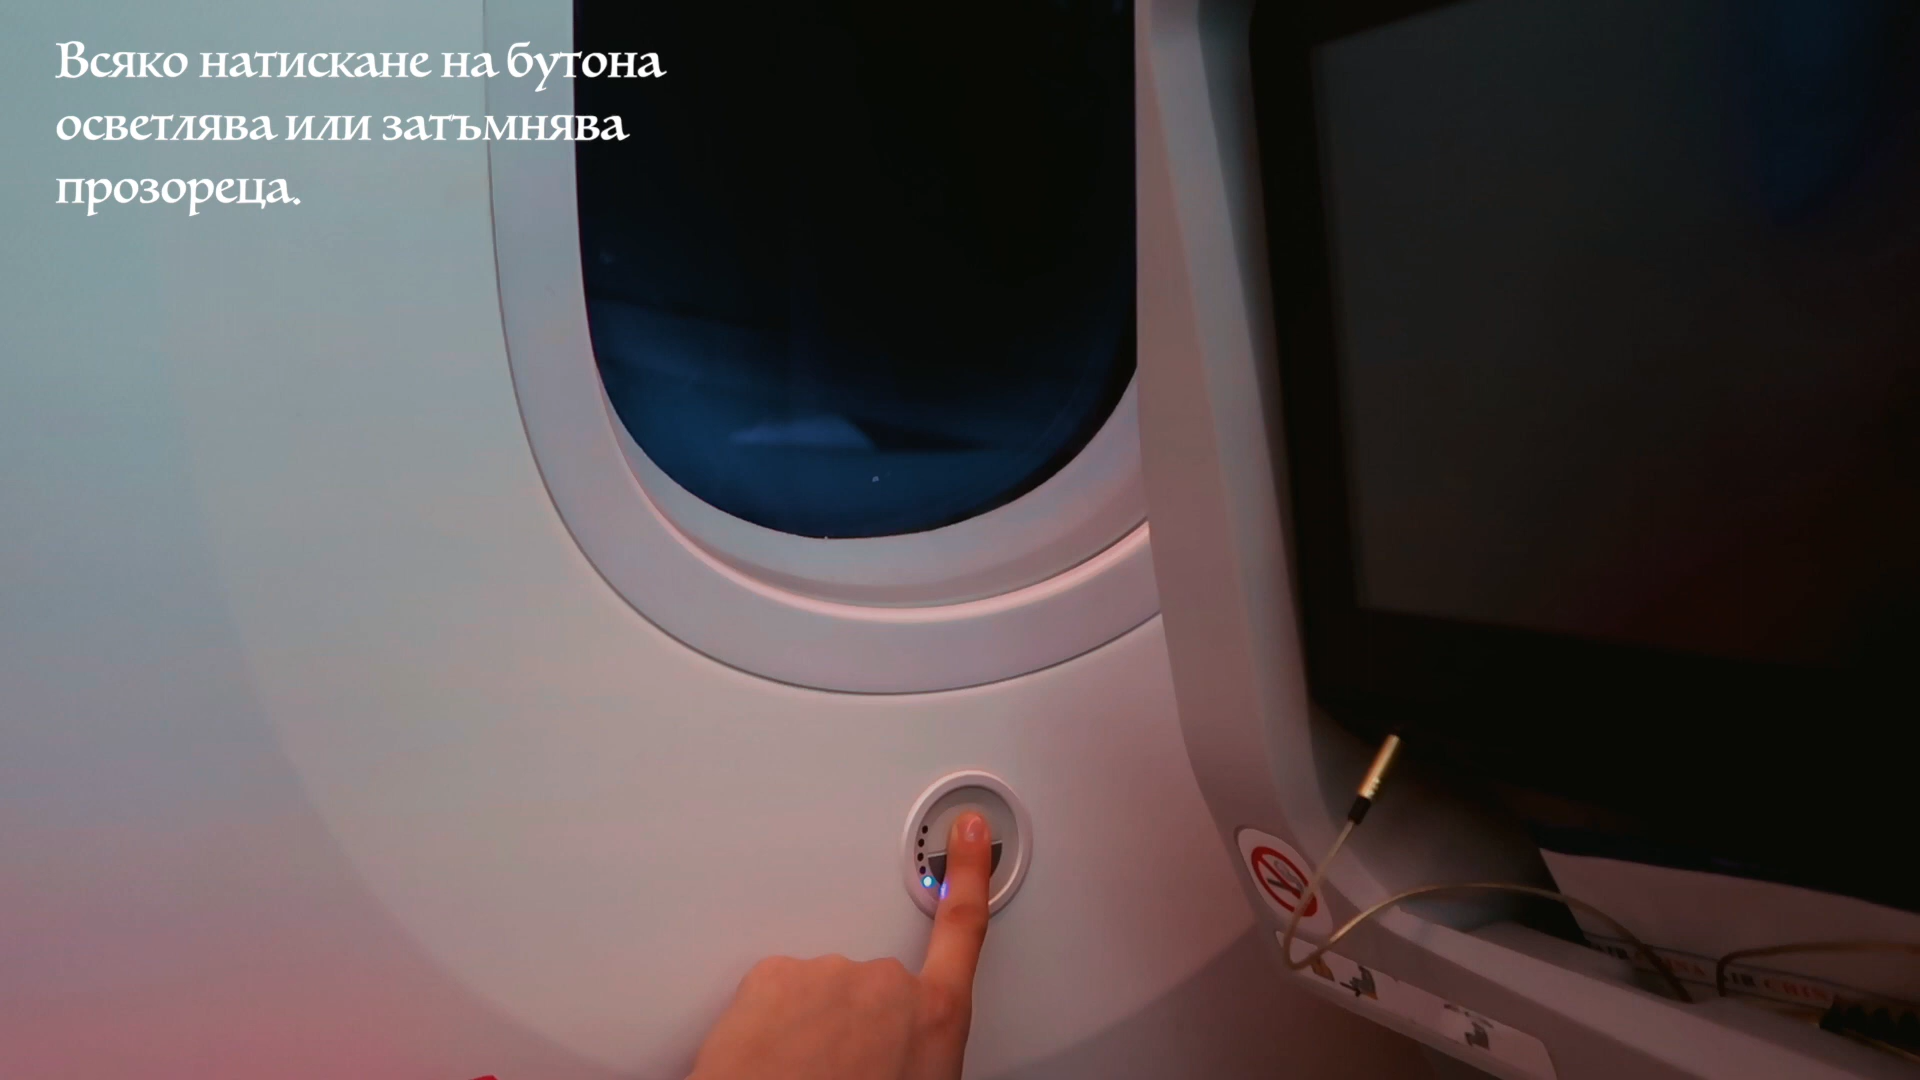 Всяко натискане на бутона
осветлява или затъмнява
прозореца.